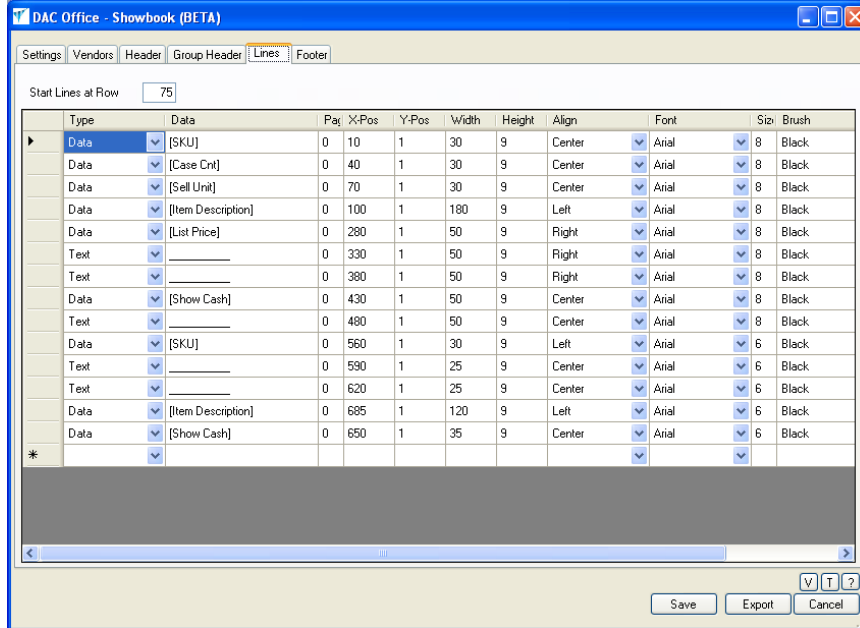 DAC Office - Showbook (BETA)
Settings Vendors Header Group Header Lines Footer
Start Lines at Row 75
Type Data Pag X-Pos Y-Pos Width Height Align Font Size Brush
Data [SKU] 0 10 1 30 9 Center Arial 8 Black
Data [Case Cnt] 0 40 1 30 9 Center Arial 8 Black
Data [Sell Unit] 0 70 1 30 9 Center Arial 8 Black
Data [Item Description] 0 100 1 180 9 Left Arial 8 Black
Data [List Price] 0 280 1 50 9 Right Arial 8 Black
Text __________ 0 330 1 50 9 Right Arial 8 Black
Text __________ 0 380 1 50 9 Right Arial 8 Black
Data [Show Cash] 0 430 1 50 9 Center Arial 8 Black
Text __________ 0 480 1 50 9 Center Arial 8 Black
Data [SKU] 0 560 1 30 9 Left Arial 6 Black
Text __________ 0 590 1 25 9 Center Arial 6 Black
Text __________ 0 620 1 25 9 Center Arial 6 Black
Data [Item Description] 0 685 1 120 9 Left Arial 6 Black
Data [Show Cash] 0 650 1 35 9 Center Arial 6 Black
V T ?
Save Export Cancel